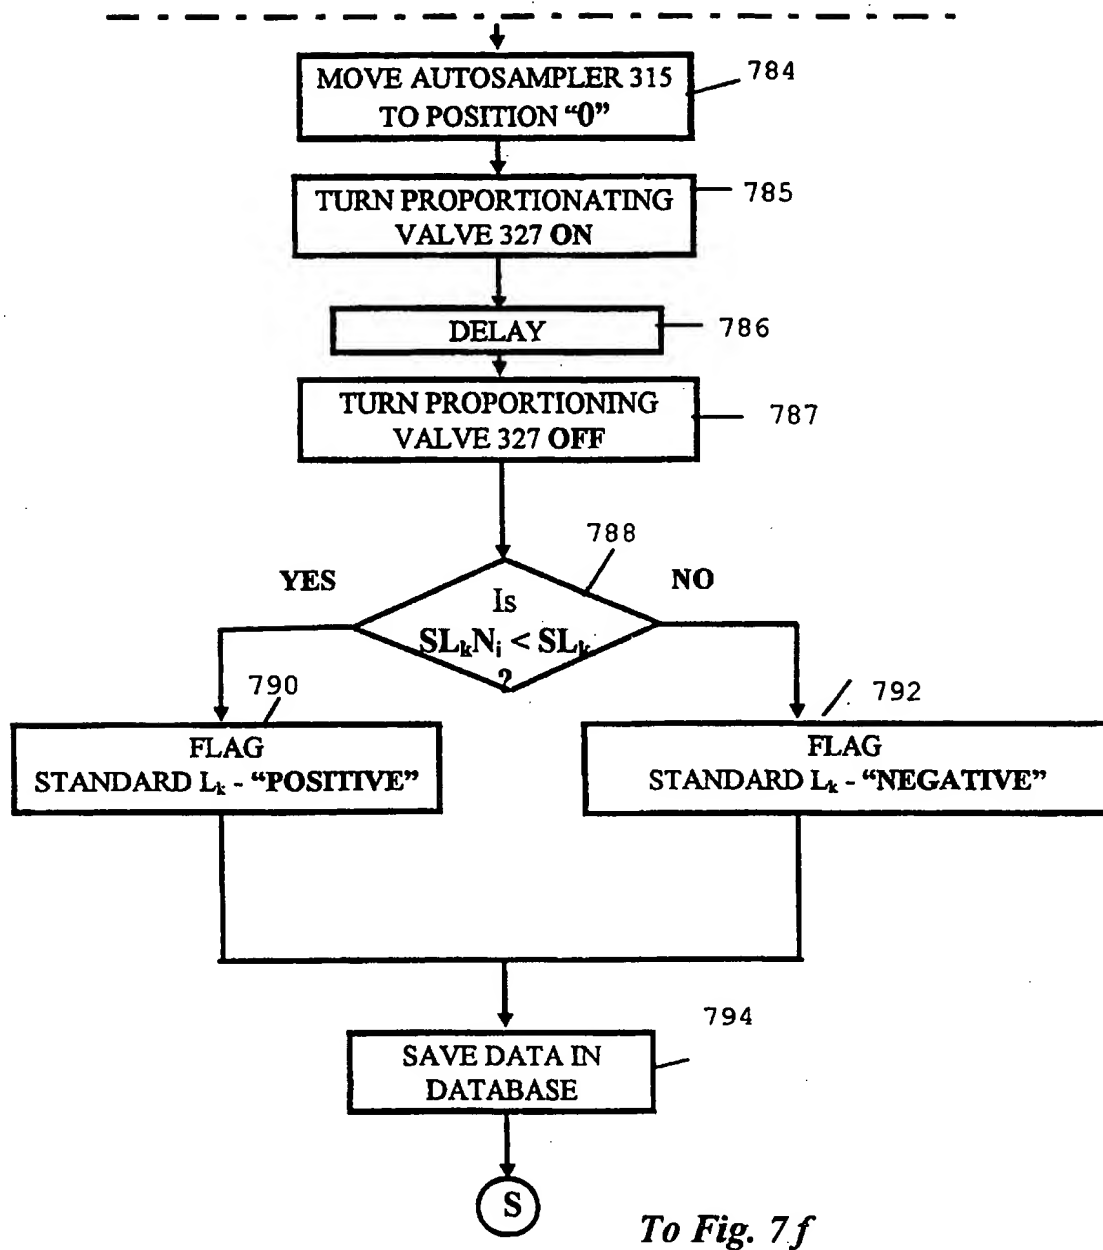 MOVE AUTOSAMPLER 315
TO POSITION “0”
784
TURN PROPORTIONATING
VALVE 327 ON
785
DELAY
786
TURN PROPORTIONING
VALVE 327 OFF
787
788
YES
NO
Is
SLkNi < SLk
?
790
792
FLAG
STANDARD Lk - “POSITIVE”
FLAG
STANDARD Lk - “NEGATIVE”
794
SAVE DATA IN
DATABASE
S
To Fig. 7f